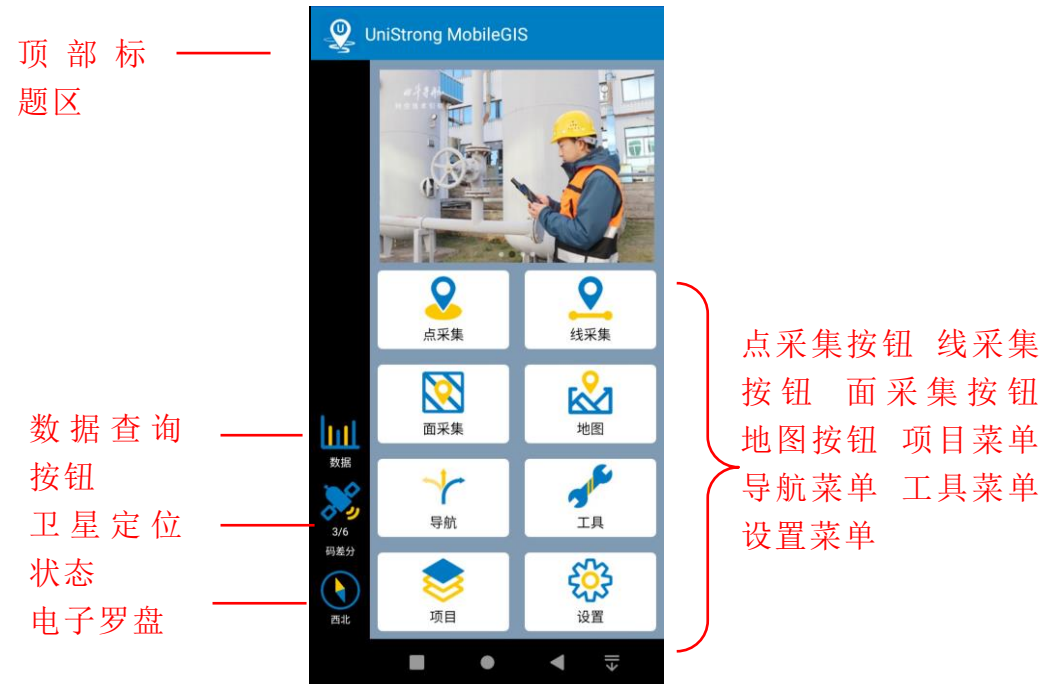 顶部标
题区
UniStrong MobileGIS
点采集
线采集
面采集
地图
导航
工具
项目
设置
数据
3/6
码差分
西北
数据查询
按钮
卫星定位
状态
电子罗盘
点采集按钮 线采集
按钮 面采集按钮
地图按钮 项目菜单
导航菜单 工具菜单
设置菜单